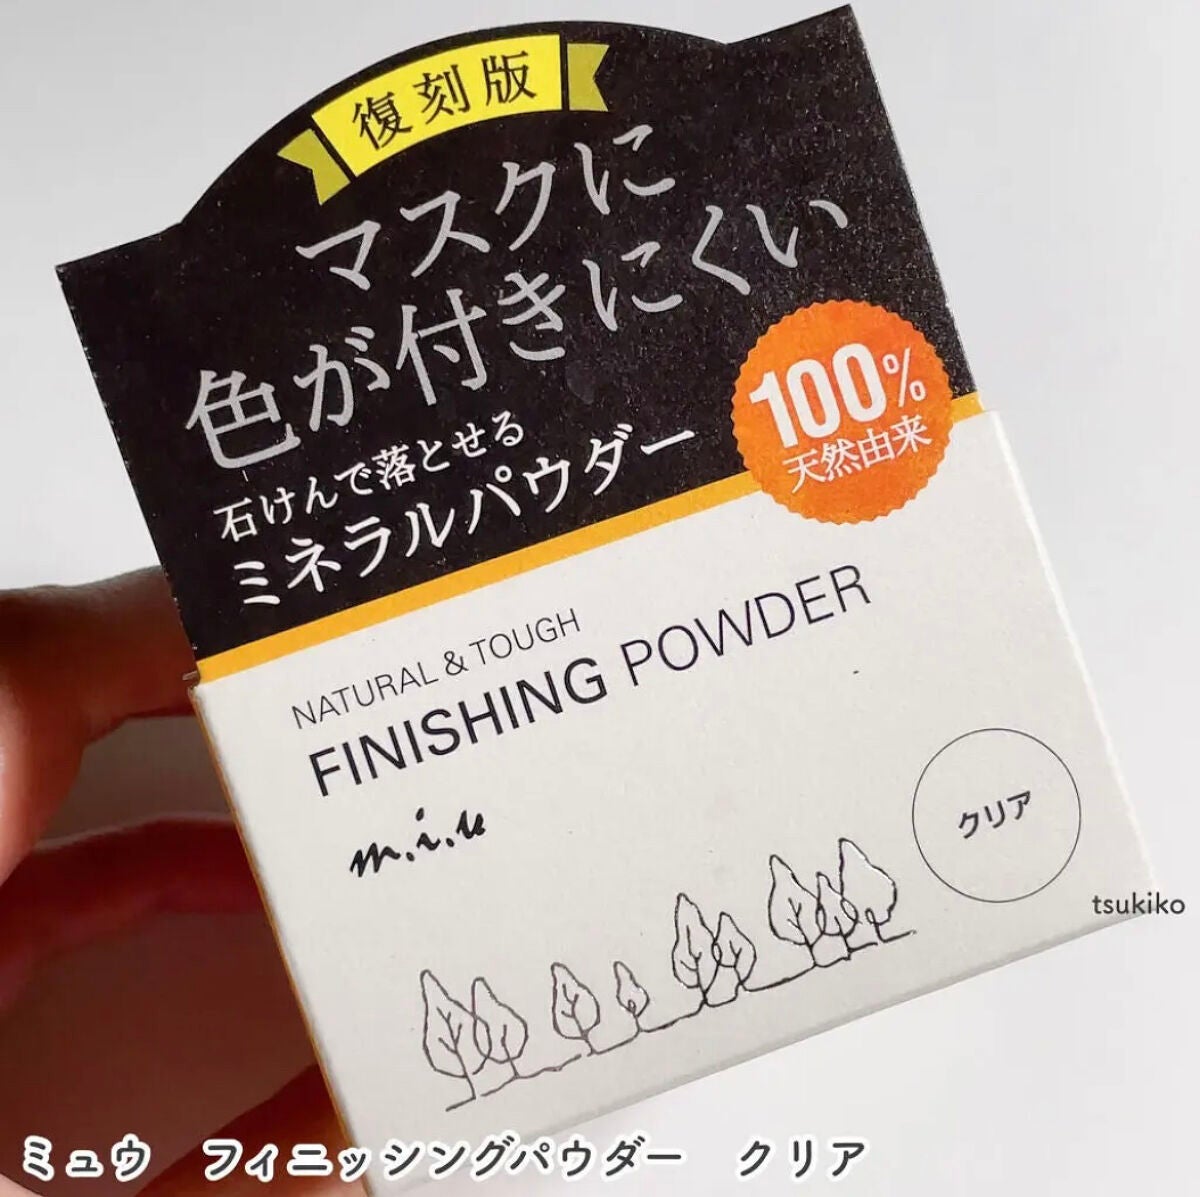 復刻版
マスクに
色が付きにくい
石けんで落とせる
ミネラルパウダー
100%
天然由来
NATURAL & TOUGH
FINISHING POWDER
m.i.u
クリア
tsukiko
ミュウ　フィニッシングパウダー　クリア